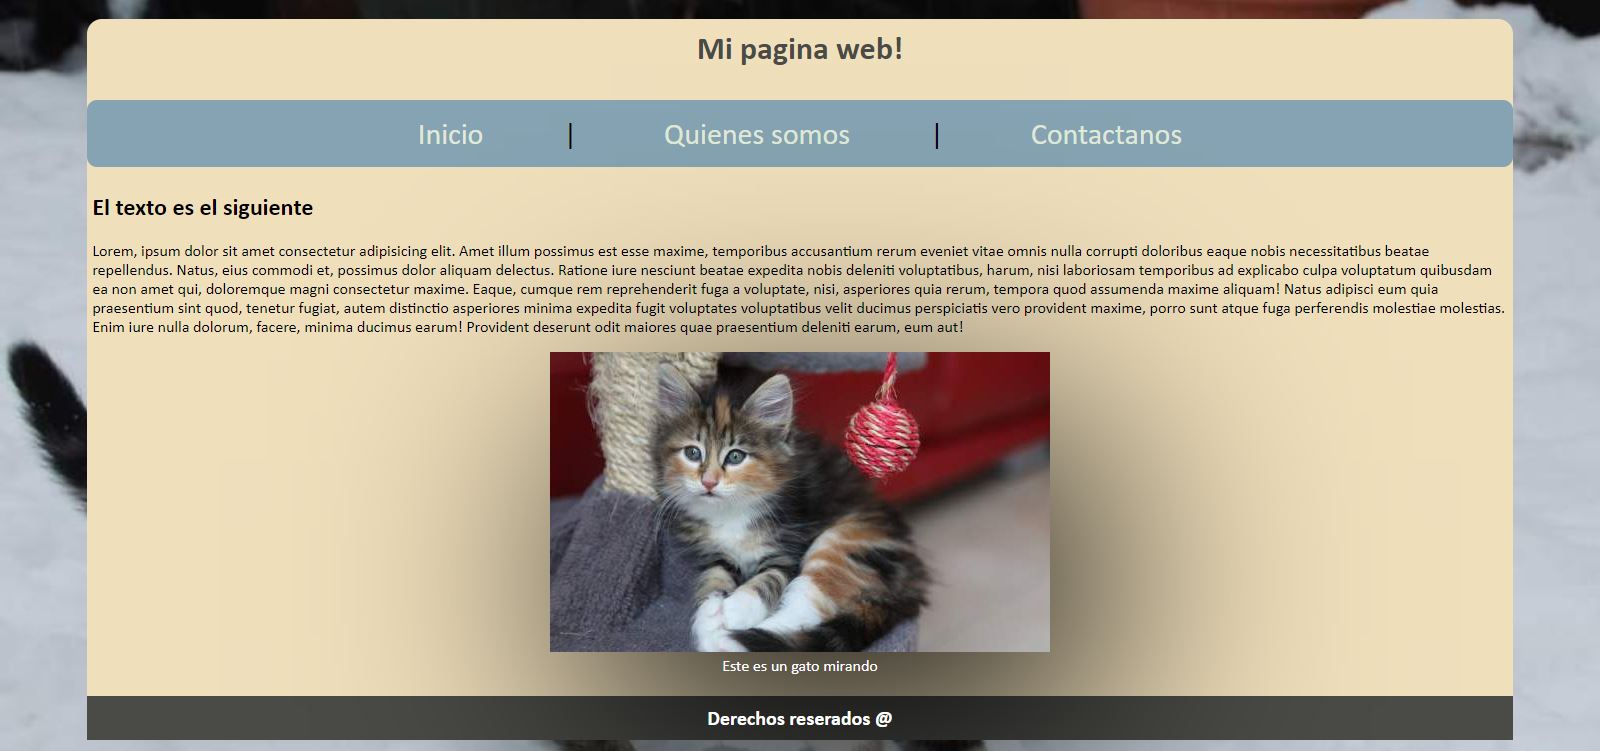 Mi pagina web!
Inicio | Quienes somos | Contactanos
El texto es el siguiente
Lorem, ipsum dolor sit amet consectetur adipisicing elit. Amet illum possimus est esse maxime, temporibus accusantium rerum eveniet vitae omnis nulla corrupti doloribus eaque nobis necessitatibus beatae
repellendus. Natus, eius commodi et, possimus dolor aliquam delectus. Ratione iure nesciunt beatae expedita nobis deleniti voluptatibus, harum, nisi laboriosam temporibus ad explicabo culpa voluptatum quibusdam
ea non amet qui, doloremque magni consectetur maxime. Eaque, cumque rem reprehenderit fuga a voluptate, nisi, asperiores quia rerum, tempora quod assumenda maxime aliquam! Natus adipisci eum quia
praesentium sint quod, tenetur fugiat, autem distinctio asperiores minima expedita fugit voluptates voluptatibus velit ducimus perspiciatis vero provident maxime, porro sunt atque fuga perferendis molestiae molestias.
Enim iure nulla dolorum, facere, minima ducimus earum! Provident deserunt odit maiores quae praesentium deleniti earum, eum aut!
Este es un gato mirando
Derechos reserados @